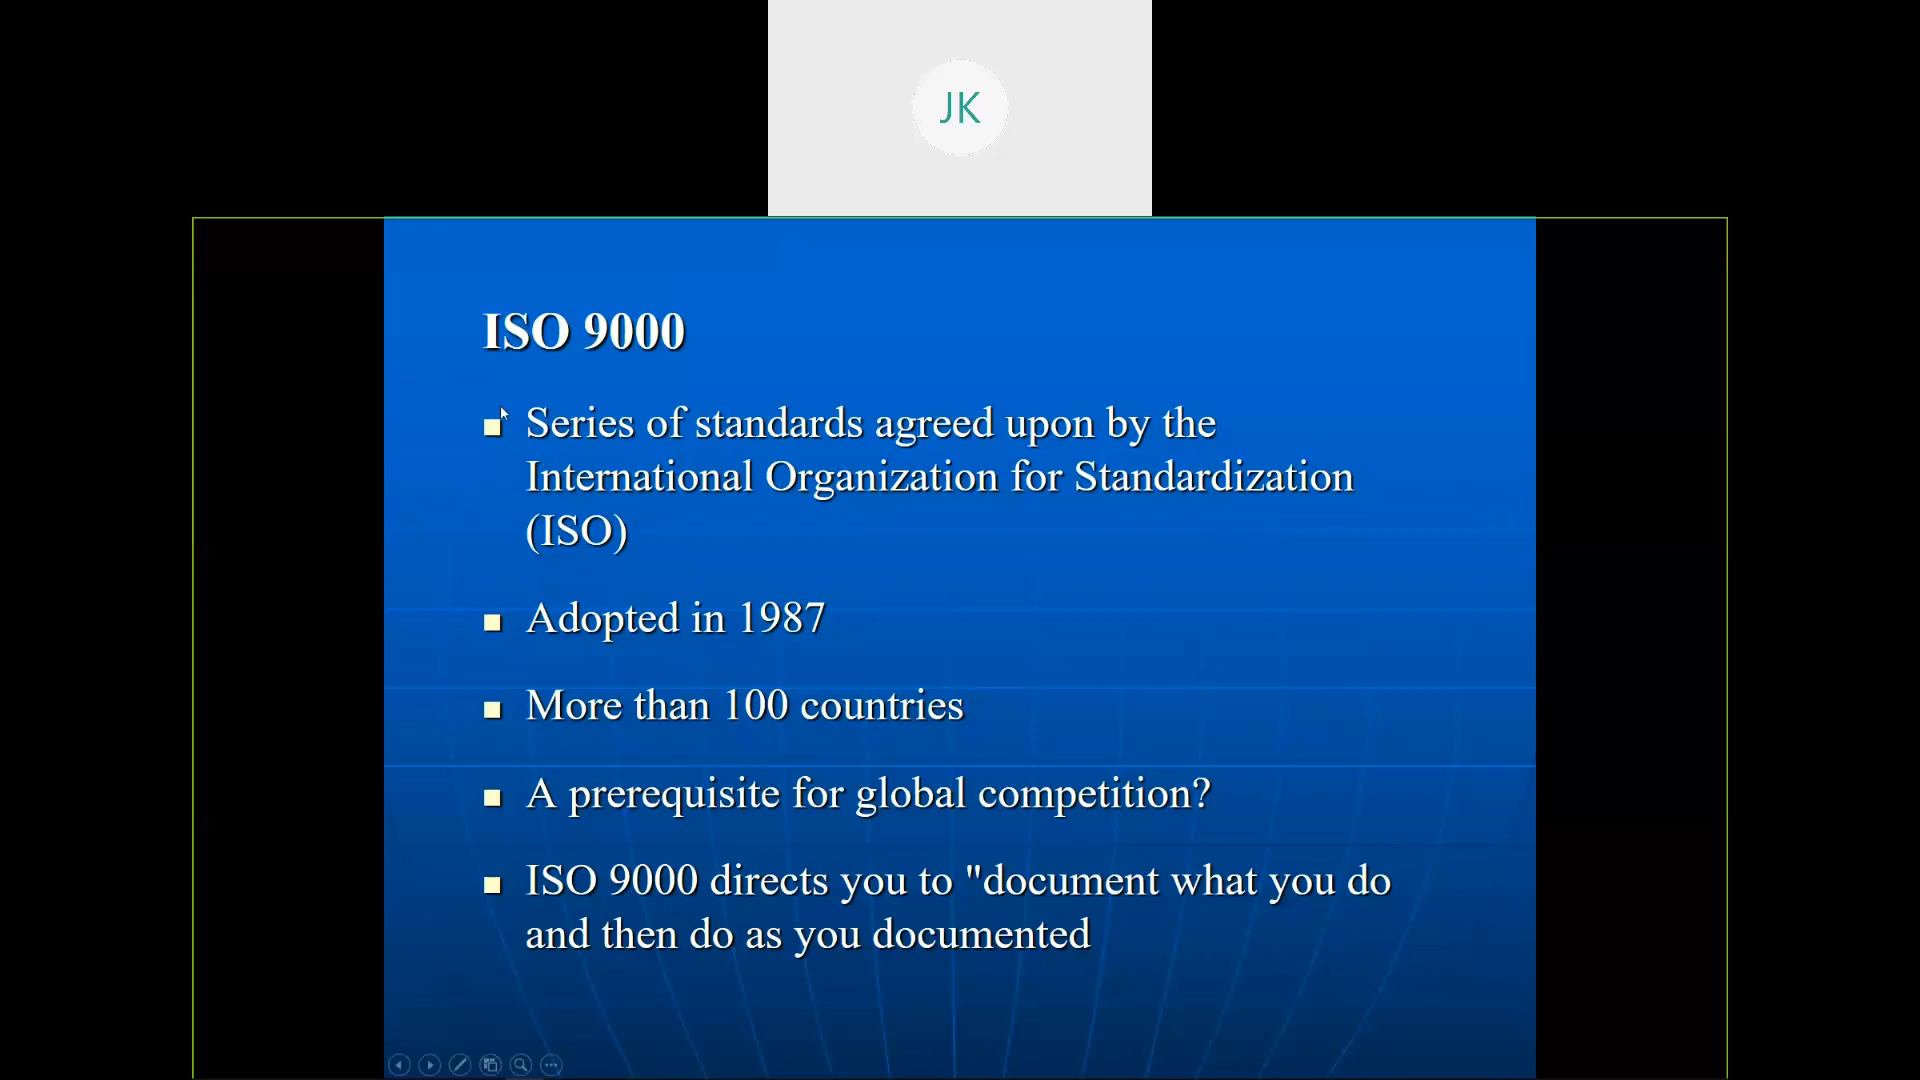 JK
ISO 9000
Series of standards agreed upon by the
International Organization for Standardization
(ISO)
Adopted in 1987
More than 100 countries
A prerequisite for global competition?
ISO 9000 directs you to "document what you do
and then do as you documented